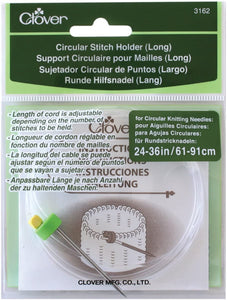 Clover
3162
Circular Stitch Holder (Long)
Support Circulaire pour Mailles (Long)
Sujetador Circular de Puntos (Largo)
Runde Hilfsnadel (Lang)
- Length of cord is adjustable
depending on the number of
stitches to be held.
- Longueur de cordon réglable en
fonction du nombre de mailles.
- La longitud del cable se puede
ajustar según el número de puntos
que se vayan a sujetar.
- Anpassbare Länge je nach Anzahl
der zu haltenden Maschen.
for Circular Knitting Needles:
pour Aiguilles Circulaires:
para Agujas Circulares:
für Rundstricknadeln:
24-36in/61-91cm
Clover
INSTRUCTIONS
INSTRUCCIONES
CLOVER MFG. CO., LTD.